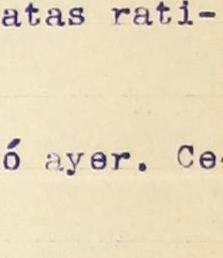 atas rati-
ó ayer. Ce